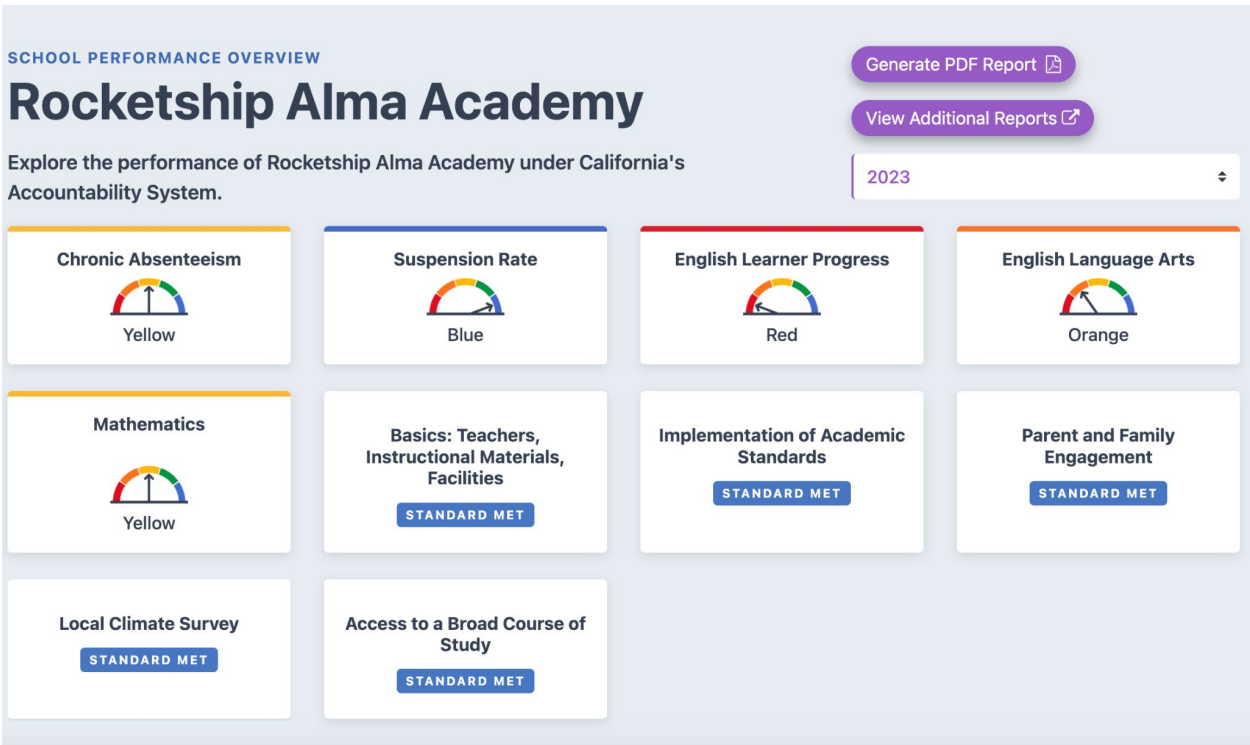 SCHOOL PERFORMANCE OVERVIEW
Rocketship Alma Academy
Explore the performance of Rocketship Alma Academy under California's
Accountability System.
Generate PDF Report
View Additional Reports
2023
Chronic Absenteeism
Yellow
Suspension Rate
Blue
English Learner Progress
Red
English Language Arts
Orange
Mathematics
Yellow
Basics: Teachers,
Instructional Materials,
Facilities
STANDARD MET
Implementation of Academic
Standards
STANDARD MET
Parent and Family
Engagement
STANDARD MET
Local Climate Survey
STANDARD MET
Access to a Broad Course of
Study
STANDARD MET